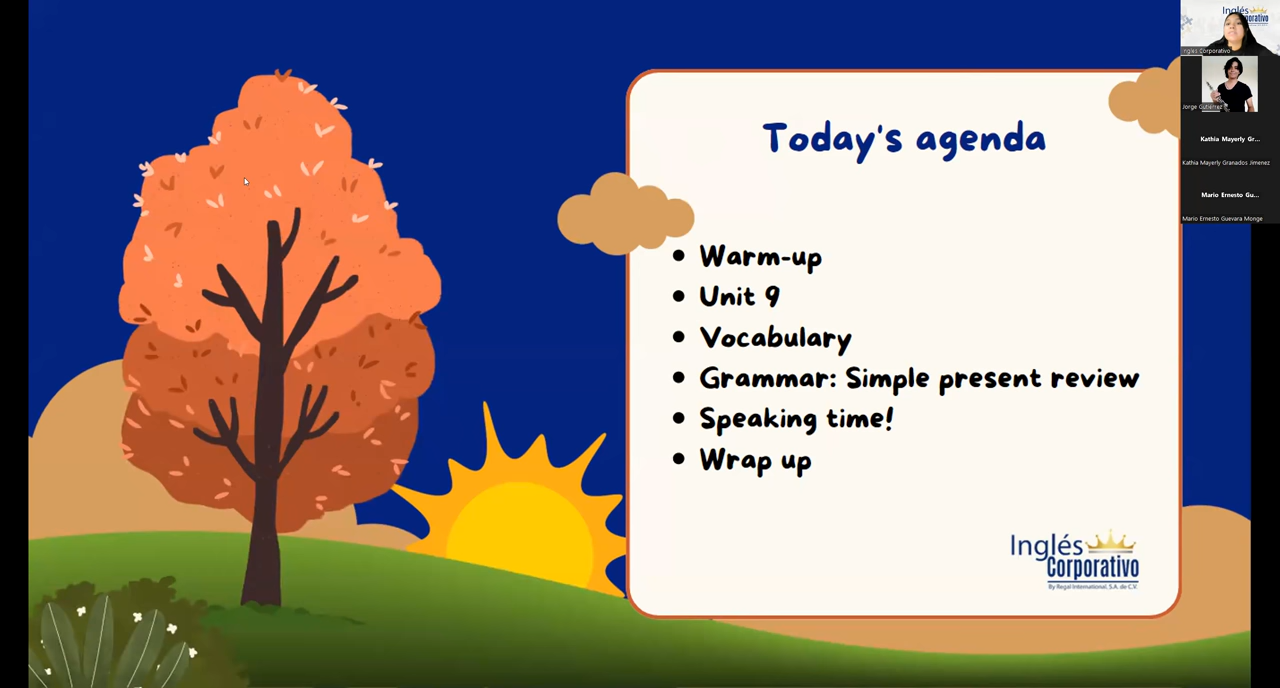 Today's agenda
Warm-up
Unit 9
Vocabulary
Grammar: Simple present review
Speaking time!
Wrap up
Inglés
Corporativo
By Regal International, S.A. de C.V.
Inglés
Corporativo
Jorge Gutierrez
Kathia Mayerly Gr...
Kathia Mayerly Granados Jimenez
Mario Ernesto Gu...
Mario Ernesto Guevara Monge